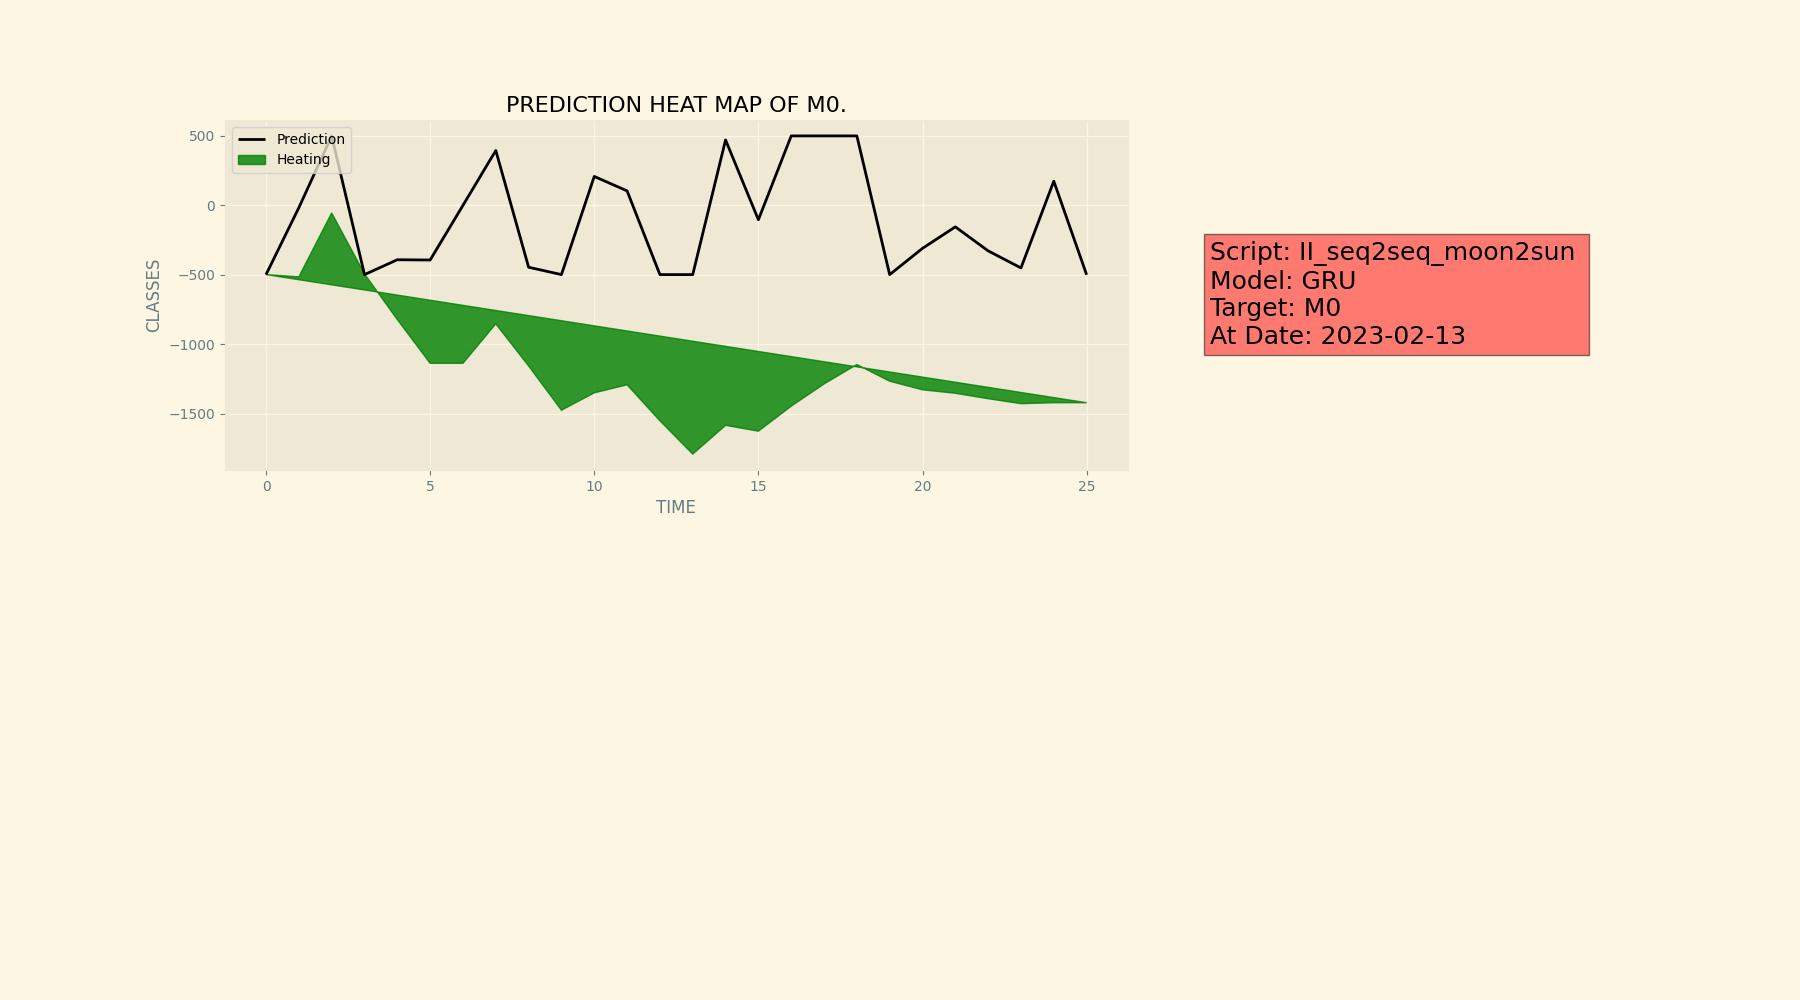 PREDICTION HEAT MAP OF M0.
Prediction
Heating
500
0
−500
−1000
−1500
CLASSES
0 5 10 15 20 25
TIME
Script: II_seq2seq_moon2sun
Model: GRU
Target: M0
At Date: 2023-02-13